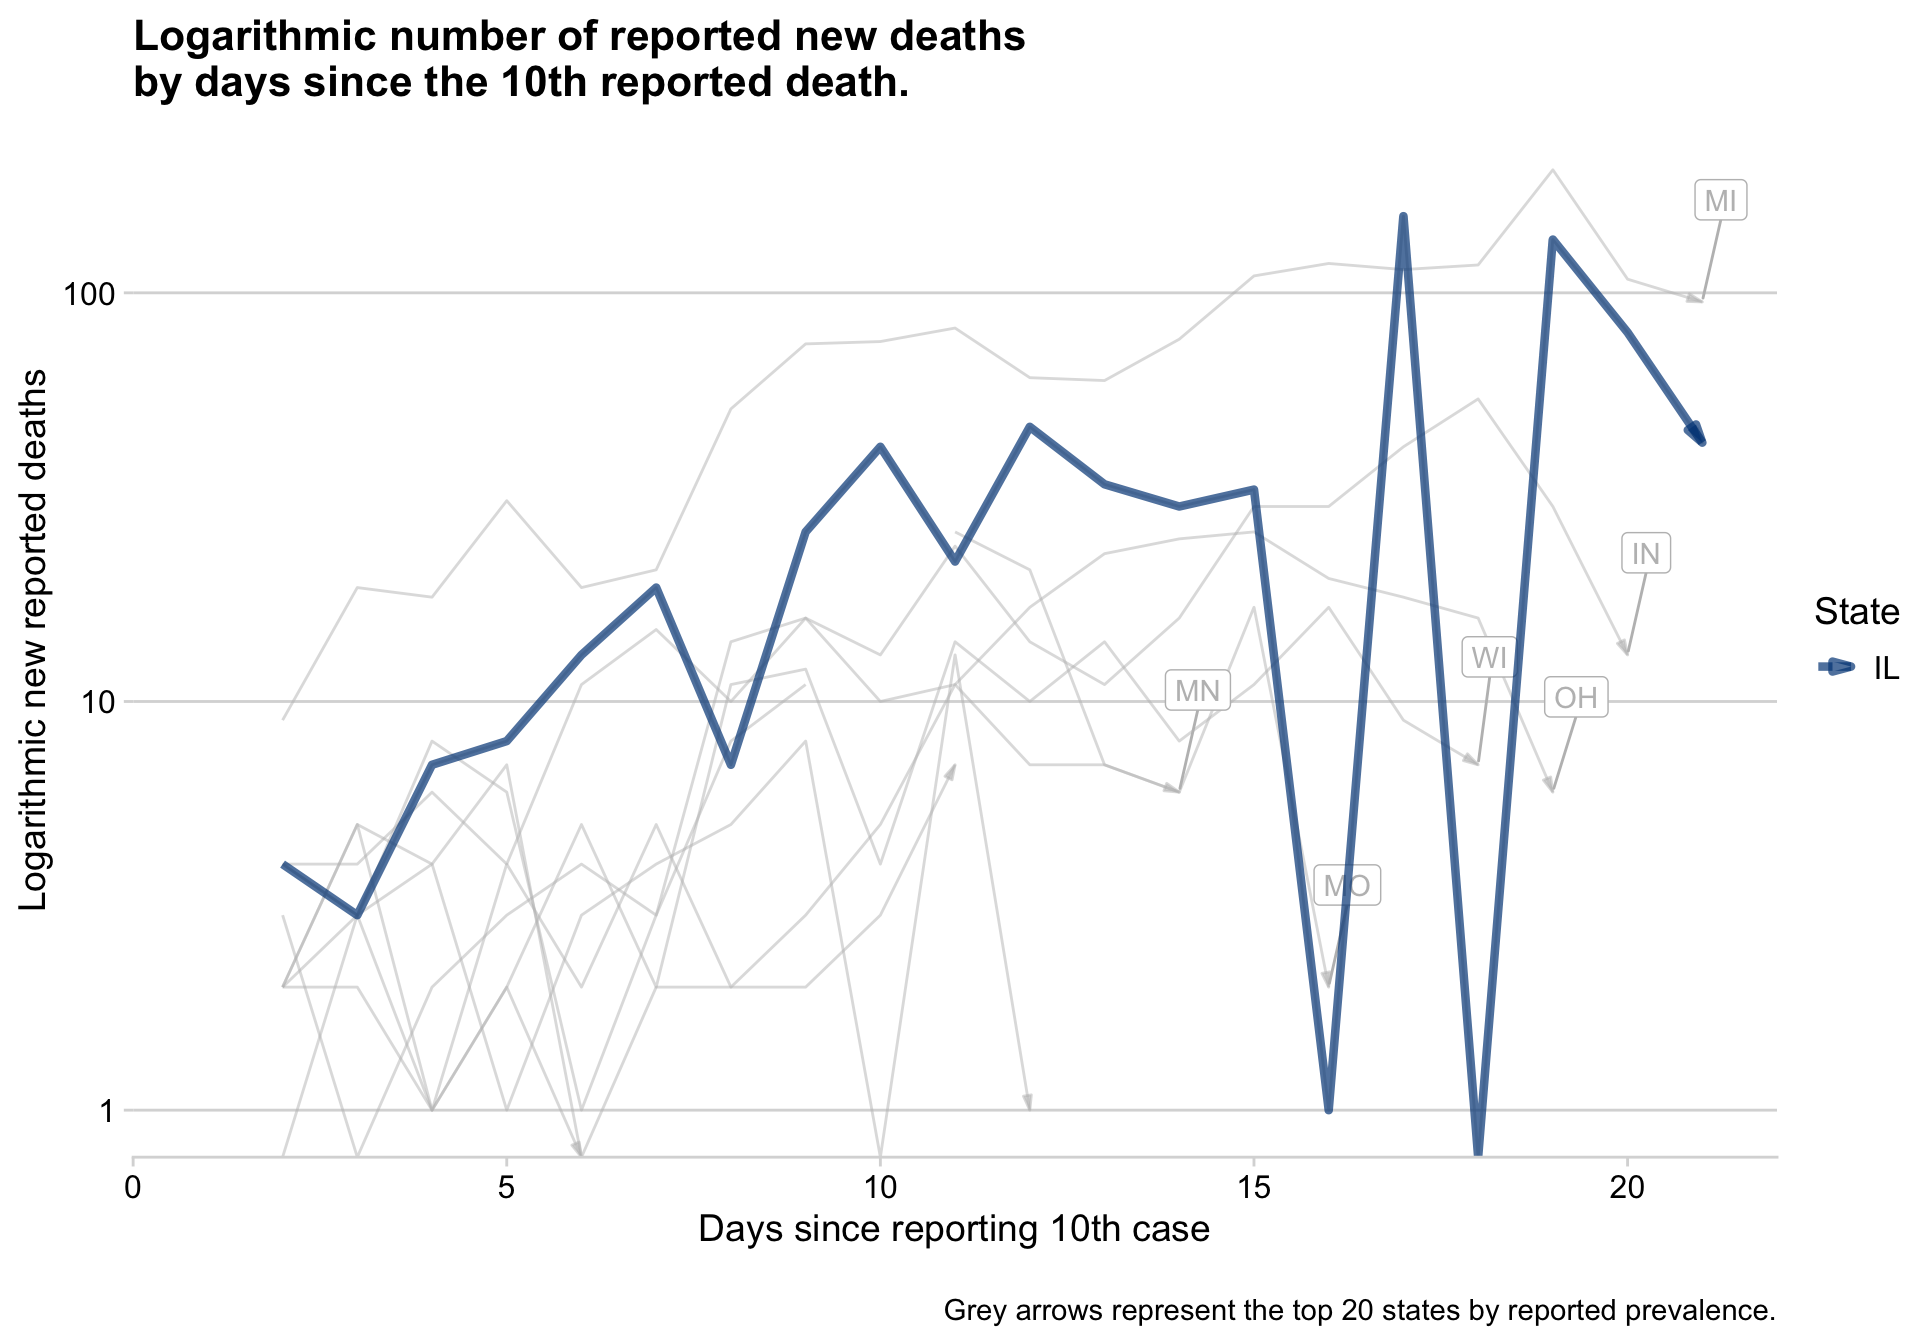 Logarithmic number of reported new deaths
by days since the 10th reported death.
Logarithmic new reported deaths
100
10
1
MI
IN
WI
MN
OH
MO
State
IL
0 5 10 15 20
Days since reporting 10th case
Grey arrows represent the top 20 states by reported prevalence.